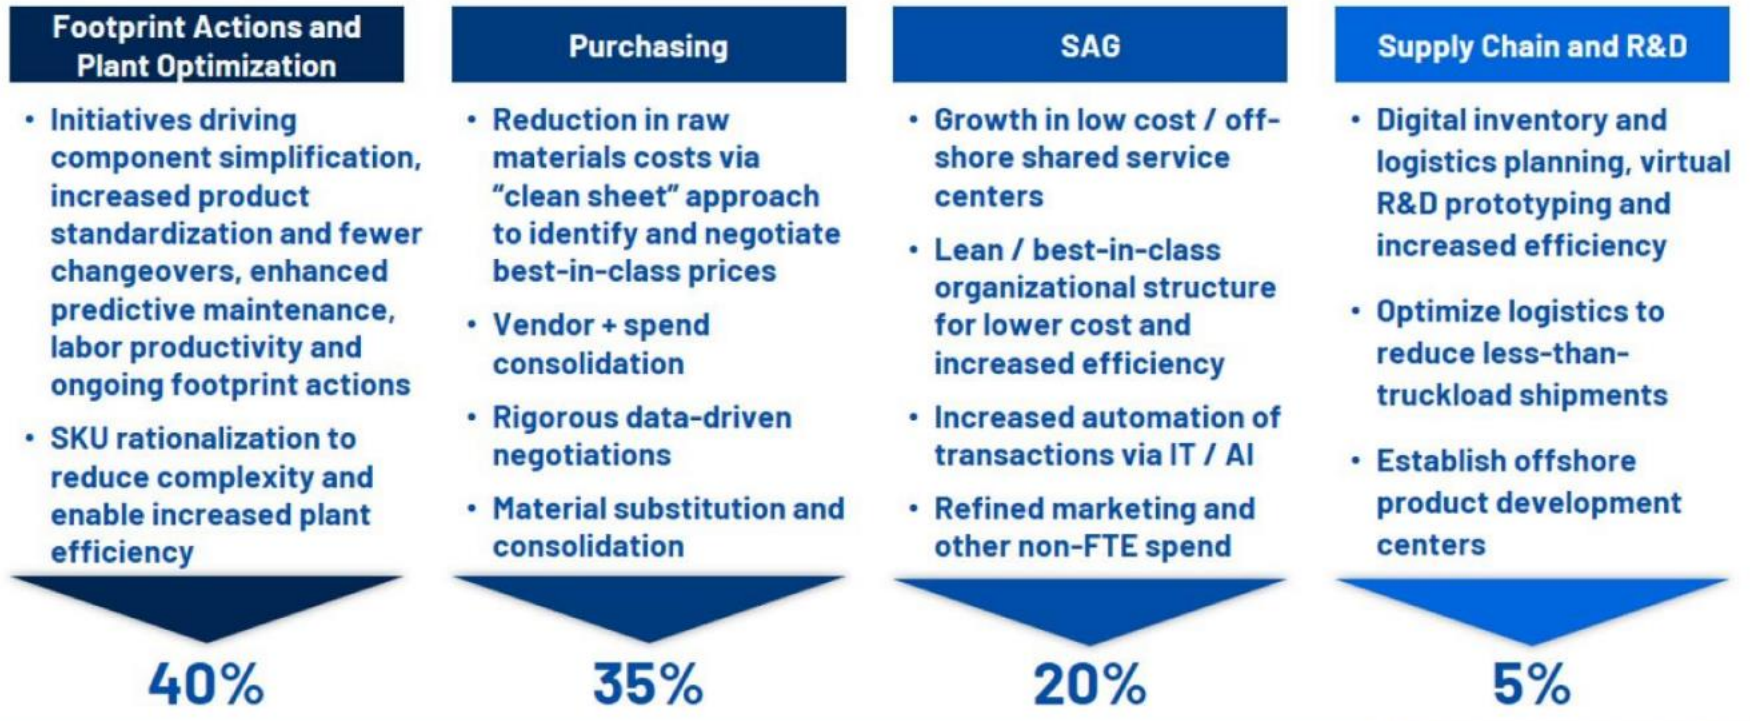 Footprint Actions and
Plant Optimization
• Initiatives driving
component simplification,
increased product
standardization and fewer
changeovers, enhanced
predictive maintenance,
labor productivity and
ongoing footprint actions
• SKU rationalization to
reduce complexity and
enable increased plant
efficiency
40%
Purchasing
• Reduction in raw
materials costs via
“clean sheet” approach
to identify and negotiate
best-in-class prices
• Vendor + spend
consolidation
• Rigorous data-driven
negotiations
• Material substitution and
consolidation
35%
SAG
• Growth in low cost / off-
shore shared service
centers
• Lean / best-in-class
organizational structure
for lower cost and
increased efficiency
• Increased automation of
transactions via IT / AI
• Refined marketing and
other non-FTE spend
20%
Supply Chain and R&D
• Digital inventory and
logistics planning, virtual
R&D prototyping and
increased efficiency
• Optimize logistics to
reduce less-than-
truckload shipments
• Establish offshore
product development
centers
5%